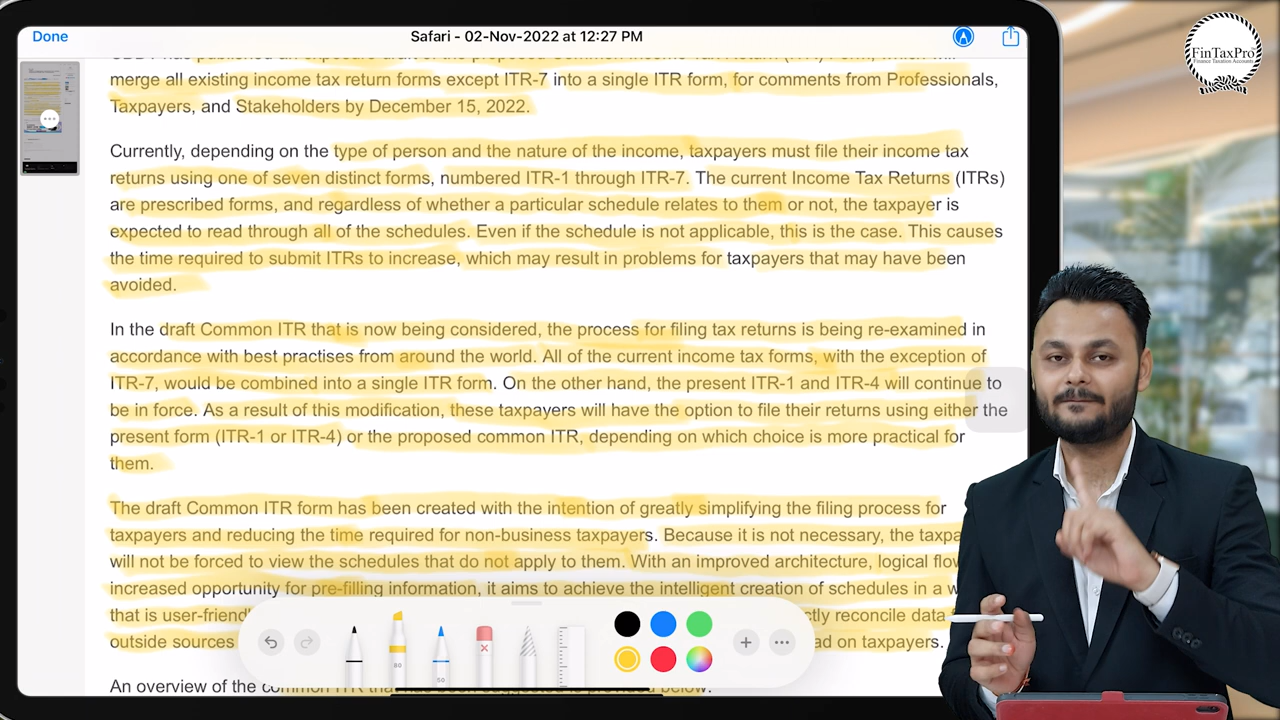 Done
Safari - 02-Nov-2022 at 12:27 PM
FinTaxPro
Finance Taxation Accounts
merge all existing income tax return forms except ITR-7 into a single ITR form, for comments from Professionals,
Taxpayers, and Stakeholders by December 15, 2022.
Currently, depending on the type of person and the nature of the income, taxpayers must file their income tax
returns using one of seven distinct forms, numbered ITR-1 through ITR-7. The current Income Tax Returns (ITRs)
are prescribed forms, and regardless of whether a particular schedule relates to them or not, the taxpayer is
expected to read through all of the schedules. Even if the schedule is not applicable, this is the case. This causes
the time required to submit ITRs to increase, which may result in problems for taxpayers that may have been
avoided.
In the draft Common ITR that is now being considered, the process for filing tax returns is being re-examined in
accordance with best practises from around the world. All of the current income tax forms, with the exception of
ITR-7, would be combined into a single ITR form. On the other hand, the present ITR-1 and ITR-4 will continue to
be in force. As a result of this modification, these taxpayers will have the option to file their returns using either the
present form (ITR-1 or ITR-4) or the proposed common ITR, depending on which choice is more practical for
them.
The draft Common ITR form has been created with the intention of greatly simplifying the filing process for
taxpayers and reducing the time required for non-business taxpayers. Because it is not necessary, the taxpa
will not be forced to view the schedules that do not apply to them. With an improved architecture, logical flow
increased opportunity for pre-filling information, it aims to achieve the intelligent creation of schedules in a w
that is user-friendl ctly reconcile data
outside sources ad on taxpayers.
80
50
An overview of the